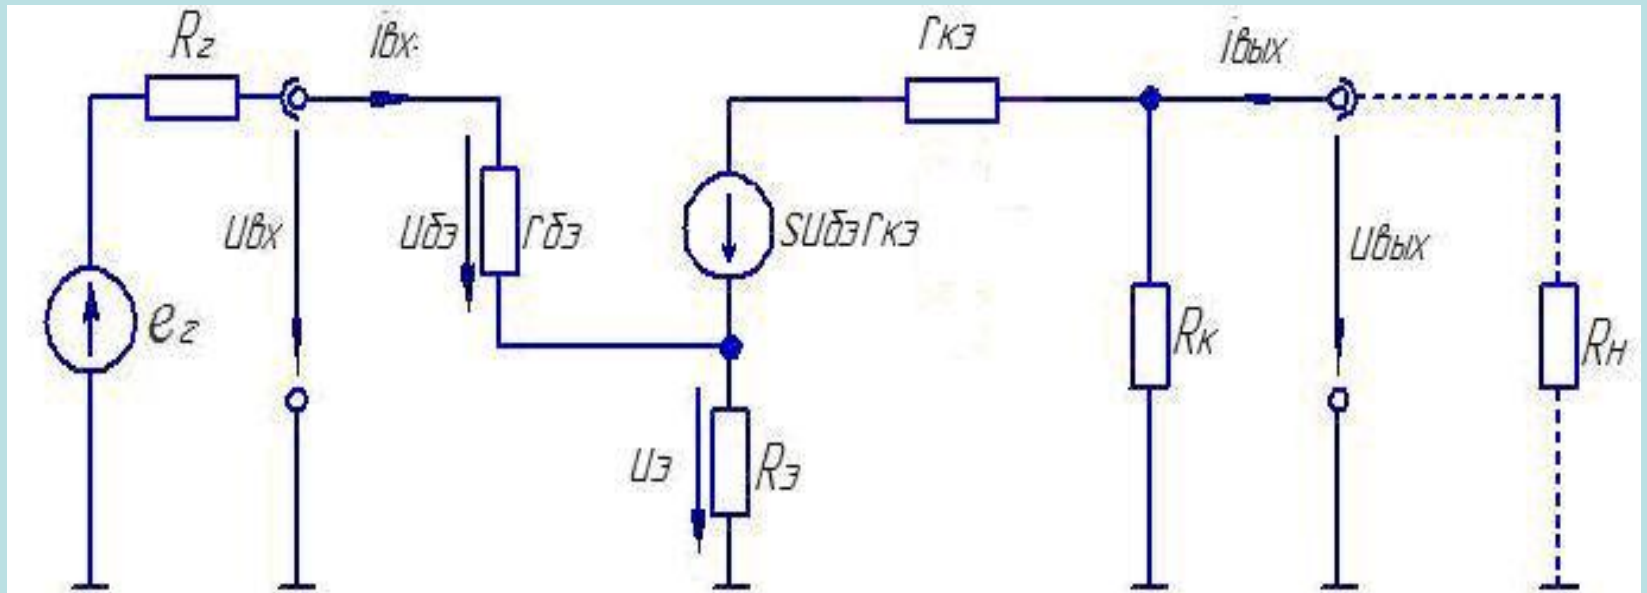 Rг
Iвх
rкэ
Iвых
Uвх
Uбэ
rбэ
SUбэrкэ
Uвых
eг
Rк
Rн
Uэ
Rэ